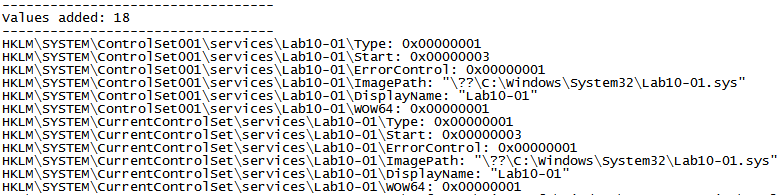 ----------------------------------
Values added: 18
----------------------------------
HKLM\SYSTEM\ControlSet001\services\Lab10-01\Type: 0x00000001
HKLM\SYSTEM\ControlSet001\services\Lab10-01\Start: 0x00000003
HKLM\SYSTEM\ControlSet001\services\Lab10-01\ErrorControl: 0x00000001
HKLM\SYSTEM\ControlSet001\services\Lab10-01\ImagePath: "\??\C:\Windows\System32\Lab10-01.sys"
HKLM\SYSTEM\ControlSet001\services\Lab10-01\DisplayName: "Lab10-01"
HKLM\SYSTEM\ControlSet001\services\Lab10-01\WOW64: 0x00000001
HKLM\SYSTEM\CurrentControlSet\services\Lab10-01\Type: 0x00000001
HKLM\SYSTEM\CurrentControlSet\services\Lab10-01\Start: 0x00000003
HKLM\SYSTEM\CurrentControlSet\services\Lab10-01\ErrorControl: 0x00000001
HKLM\SYSTEM\CurrentControlSet\services\Lab10-01\ImagePath: "\??\C:\Windows\System32\Lab10-01.sys"
HKLM\SYSTEM\CurrentControlSet\services\Lab10-01\DisplayName: "Lab10-01"
HKLM\SYSTEM\CurrentControlSet\services\Lab10-01\WOW64: 0x00000001